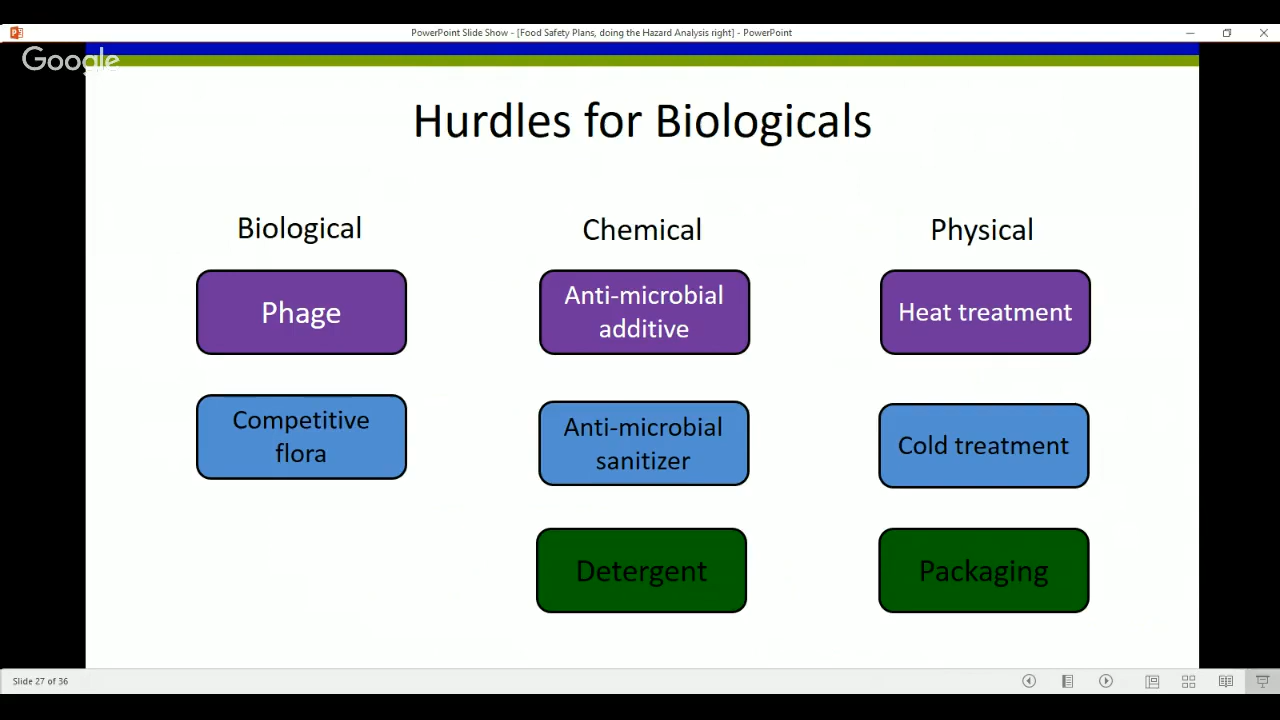 PowerPoint Slide Show - [Food Safety Plans, doing the Hazard Analysis right] - PowerPoint
Google
Hurdles for Biologicals
Biological
Chemical
Physical
Phage
Anti-microbial
additive
Heat treatment
Competitive
flora
Anti-microbial
sanitizer
Cold treatment
Detergent
Packaging
Slide 27 of 36